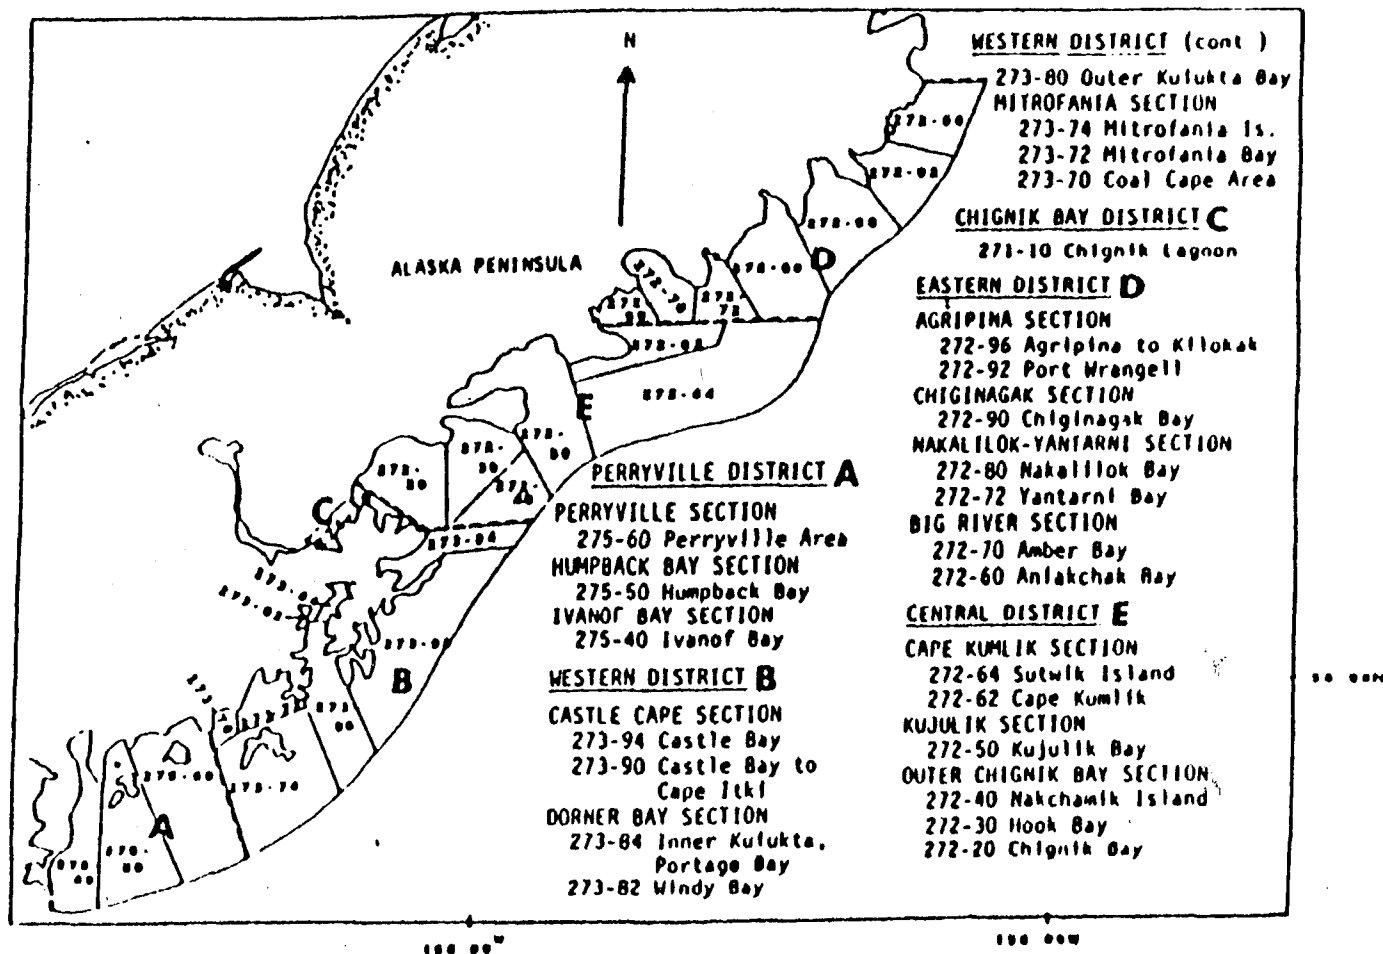 N
ALASKA PENINSULA
WESTERN DISTRICT (cont )
273-80 Outer Kulukta Bay
MITROFANIA SECTION
273-74 Mitrofania Is.
273-72 Mitrofania Bay
273-70 Coal Cape Area
CHIGNIK BAY DISTRICT C
271-10 Chignik Lagoon
EASTERN DISTRICT D
AGRIPINA SECTION
272-96 Agripina to Kilokak
272-92 Port Wrangell
CHIGINAGAK SECTION
272-90 Chiginagak Bay
NAKALILOK-YANTARNI SECTION
272-80 Nakalilok Bay
272-72 Yantarni Bay
BIG RIVER SECTION
272-70 Amber Bay
272-60 Aniakchak Bay
CENTRAL DISTRICT E
CAPE KUMLIK SECTION
272-64 Sutwik Island
272-62 Cape Kumlik
KUJULIK SECTION
272-50 Kujulik Bay
OUTER CHIGNIK BAY SECTION
272-40 Nakchamik Island
272-30 Hook Bay
272-20 Chignik Bay
PERRYVILLE DISTRICT A
PERRYVILLE SECTION
275-60 Perryville Area
HUMPBACK BAY SECTION
275-50 Humpback Bay
IVANOF BAY SECTION
275-40 Ivanof Bay
WESTERN DISTRICT B
CASTLE CAPE SECTION
273-94 Castle Bay
273-90 Castle Bay to
Cape Itki
DORNER BAY SECTION
273-84 Inner Kulukta,
Portage Bay
273-82 Windy Bay
D
E
C
B
A
272-92
272-64
273-94
273-74